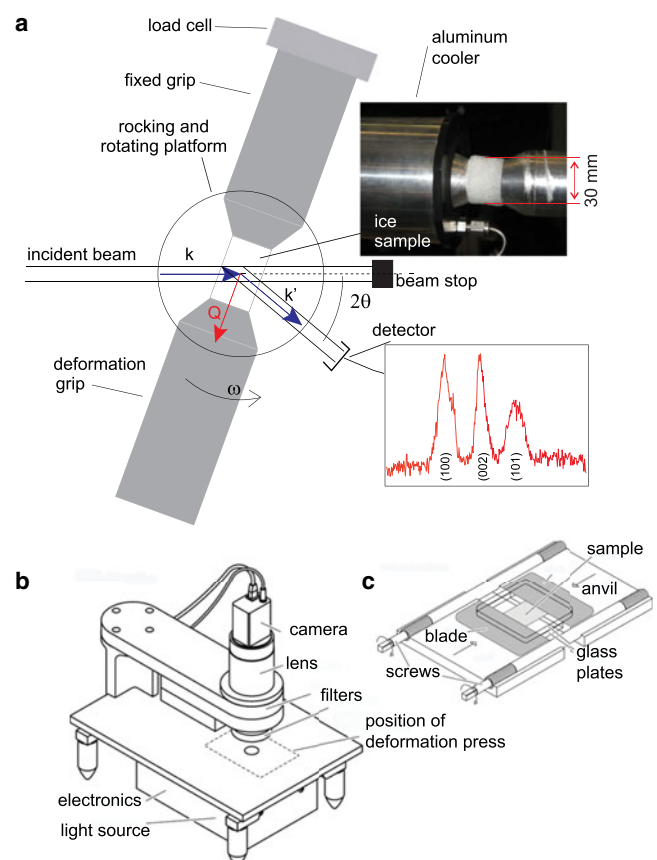 a
load cell
fixed grip
rocking and
rotating platform
aluminum
cooler
30 mm
ice
sample
incident beam
k
k’
Q
2θ
beam stop
detector
deformation
grip
ω
(100)
(002)
(101)
b
camera
lens
filters
position of
deformation press
electronics
light source
c
sample
anvil
blade
glass
plates
screws